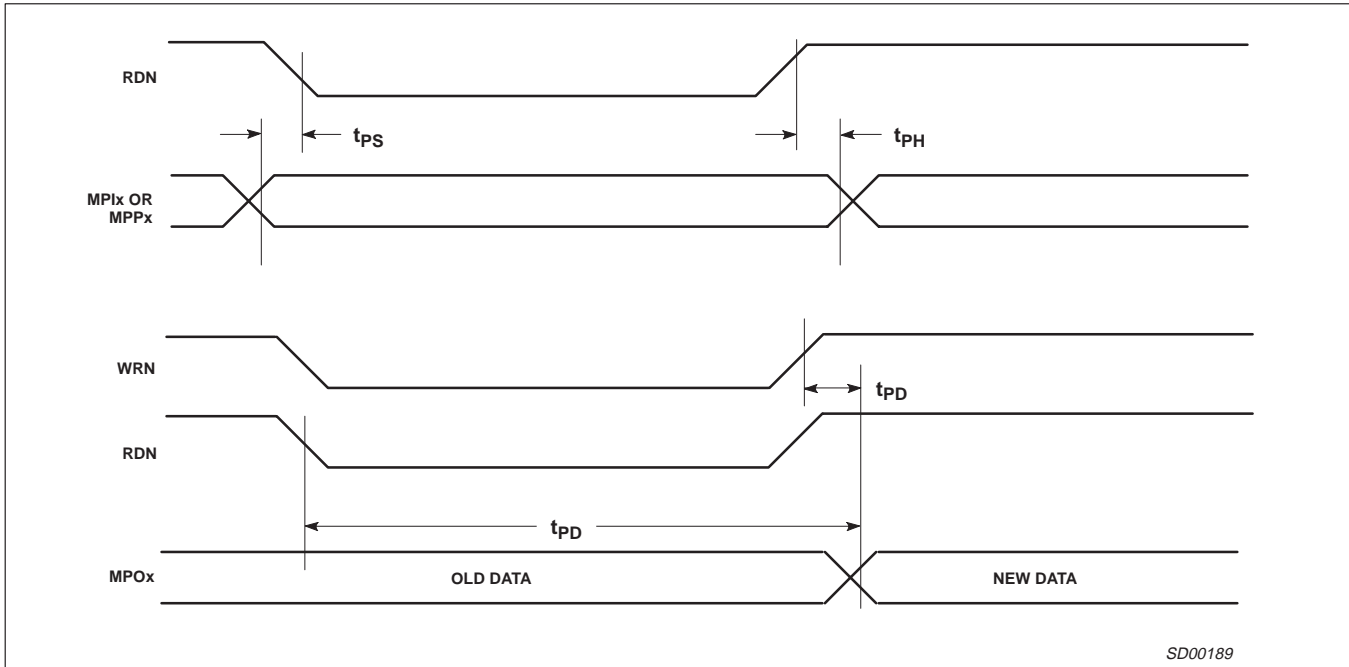 RDN
tPS
tPH
MPIx OR
MPPx
WRN
tPD
RDN
tPD
MPOx
OLD DATA
NEW DATA
SD00189